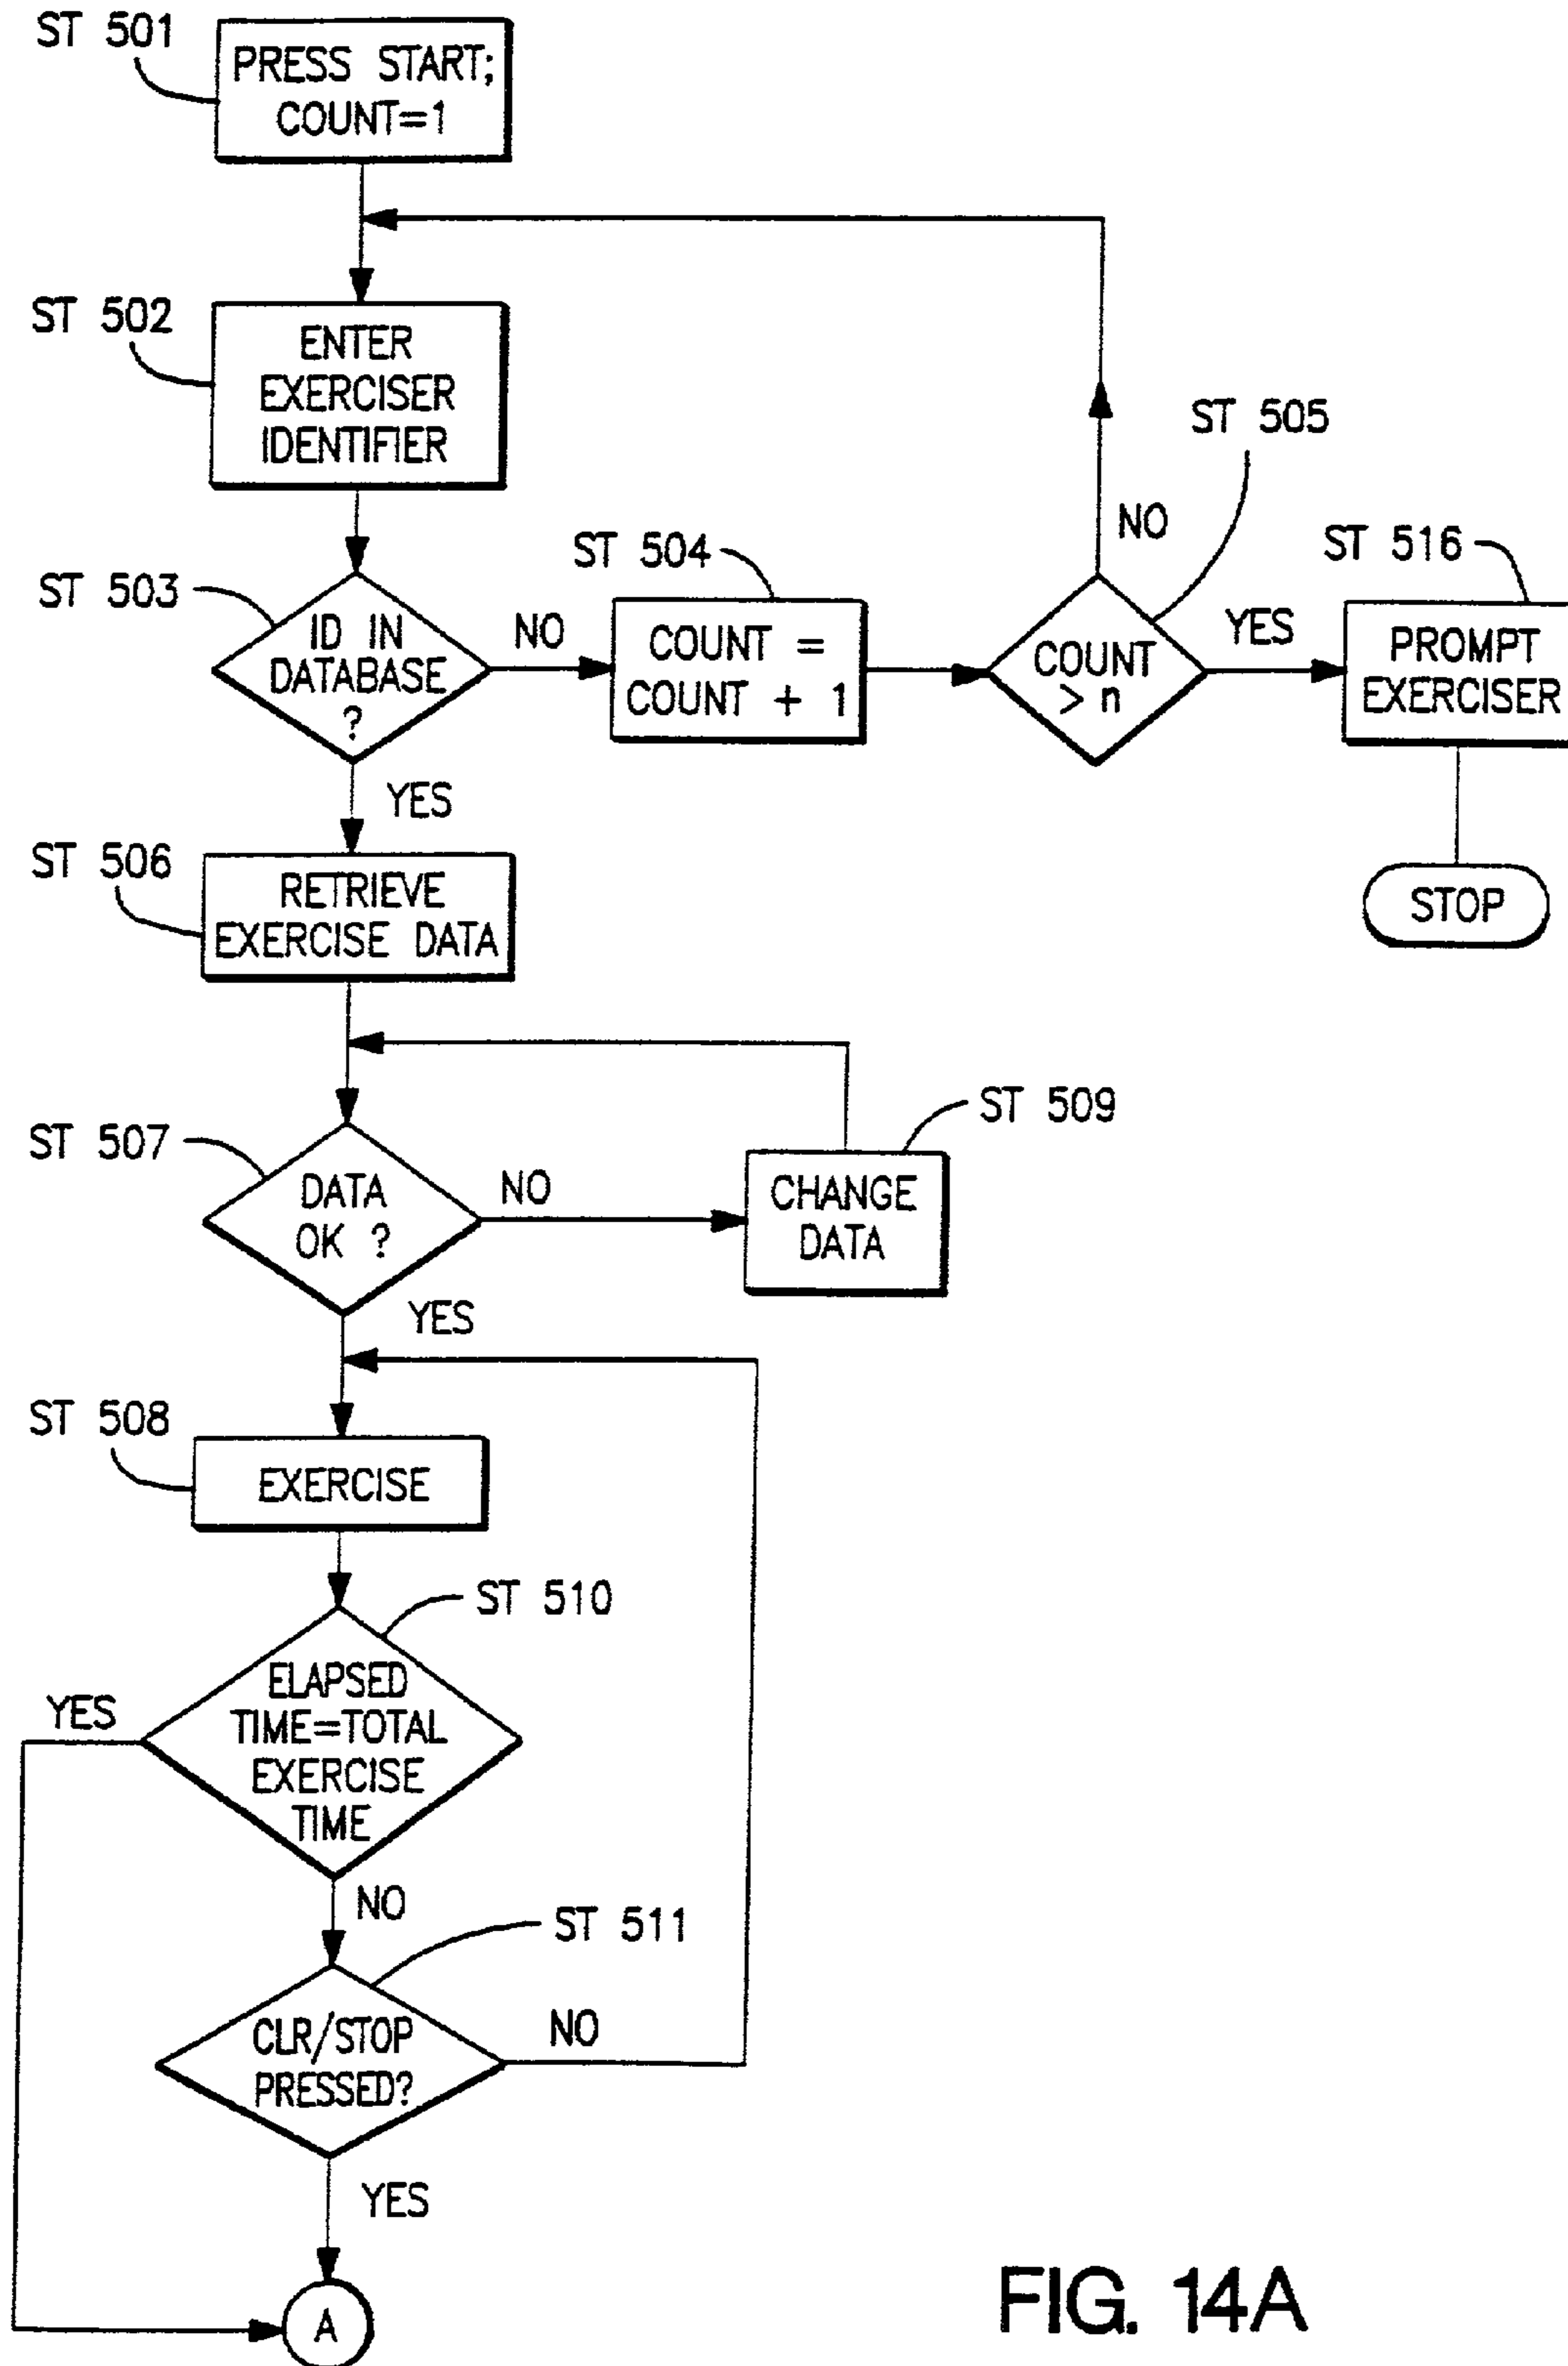 ST 501
PRESS START;
COUNT=1
ST 502
ENTER
EXERCISER
IDENTIFIER
ST 503
ID IN
DATABASE
?
NO
YES
ST 504
COUNT =
COUNT + 1
ST 505
COUNT
> n
NO
YES
ST 516
PROMPT
EXERCISER
STOP
ST 506
RETRIEVE
EXERCISE DATA
ST 507
DATA
OK ?
NO
YES
ST 509
CHANGE
DATA
ST 508
EXERCISE
ST 510
ELAPSED
TIME=TOTAL
EXERCISE
TIME
YES
NO
ST 511
CLR/STOP
PRESSED?
NO
YES
A
FIG. 14A